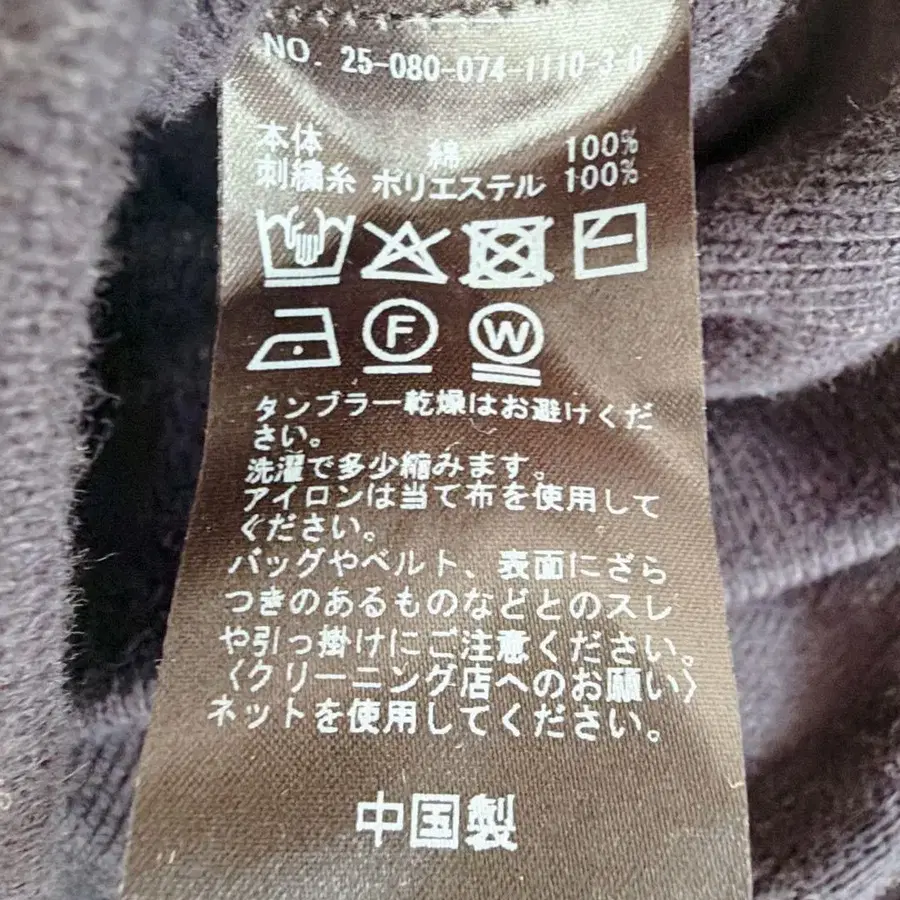 NO. 25-080-074-1110-3-0
本体 綿 100%
刺繍糸 ポリエステル 100%
F W
タンブラー乾燥はお避けくだ
さい。
洗濯で多少縮みます。
アイロンは当て布を使用して
ください。
バッグやベルト、表面にざら
つきのあるものなどとのスレ
や引っ掛けにご注意ください。
〈クリーニング店へのお願い〉
ネットを使用してください。
中国製